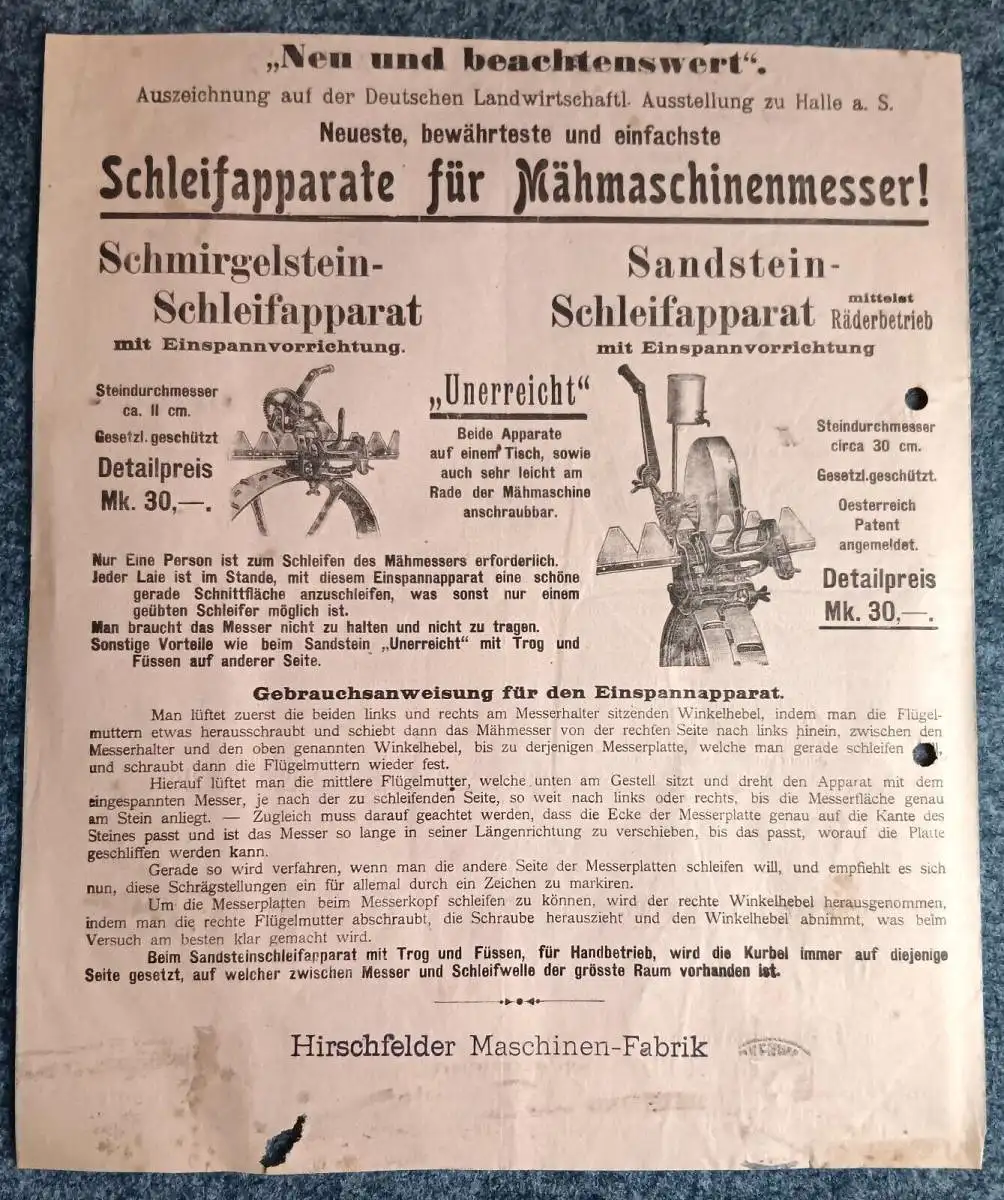 „Neu und beachtenswert“.
Auszeichnung auf der Deutschen Landwirtschaftl. Ausstellung zu Halle a. S.
Neueste, bewährteste und einfachste
Schleifapparate für Mähmaschinenmesser!
Schmirgelstein-
Schleifapparat
mit Einspannvorrichtung.
Steindurchmesser
ca. 11 cm.
Gesetzl. geschützt
Detailpreis
Mk. 30,—.
„Unerreicht“
Beide Apparate
auf einem Tisch, sowie
auch sehr leicht am
Rade der Mähmaschine
anschraubbar.
Sandstein-
Schleifapparat mittelst Räderbetrieb
mit Einspannvorrichtung
Steindurchmesser
circa 30 cm.
Gesetzl. geschützt.
Oesterreich
Patent
angemeldet.
Detailpreis
Mk. 30,—.
Nur Eine Person ist zum Schleifen des Mähmessers erforderlich.
Jeder Laie ist im Stande, mit diesem Einspannapparat eine schöne
gerade Schnittfläche anzuschleifen, was sonst nur einem
geübten Schleifer möglich ist.
Man braucht das Messer nicht zu halten und nicht zu tragen.
Sonstige Vorteile wie beim Sandstein „Unerreicht“ mit Trog und
Füssen auf anderer Seite.
Gebrauchsanweisung für den Einspannapparat.
Man lüftet zuerst die beiden links und rechts am Messerhalter sitzenden Winkelhebel, indem man die Flügel-
muttern etwas herausschraubt und schiebt dann das Mähmesser von der rechten Seite nach links hinein, zwischen den
Messerhalter und den oben genannten Winkelhebel, bis zu derjenigen Messerplatte, welche man gerade schleifen
und schraubt dann die Flügelmuttern wieder fest.
Hierauf lüftet man die mittlere Flügelmutter, welche unten am Gestell sitzt und dreht den Apparat mit dem
eingespannten Messer, je nach der zu schleifenden Seite, so weit nach links oder rechts, bis die Messerfläche genau
am Stein anliegt. — Zugleich muss darauf geachtet werden, dass die Ecke der Messerplatte genau auf die Kante des
Steines passt und ist das Messer so lange in seiner Längenrichtung zu verschieben, bis das passt, worauf die Platte
geschliffen werden kann.
Gerade so wird verfahren, wenn man die andere Seite der Messerplatten schleifen will, und empfiehlt es sich
nun, diese Schrägstellungen ein für allemal durch ein Zeichen zu markiren.
Um die Messerplatten beim Messerkopf schleifen zu können, wird der rechte Winkelhebel herausgenommen,
indem man die rechte Flügelmutter abschraubt, die Schraube herauszieht und den Winkelhebel abnimmt, was beim
Versuch am besten klar gemacht wird.
Beim Sandsteinschleifapparat mit Trog und Füssen, für Handbetrieb, wird die Kurbel immer auf diejenige
Seite gesetzt, auf welcher zwischen Messer und Schleifwelle der grösste Raum vorhanden ist.
Hirschfelder Maschinen-Fabrik